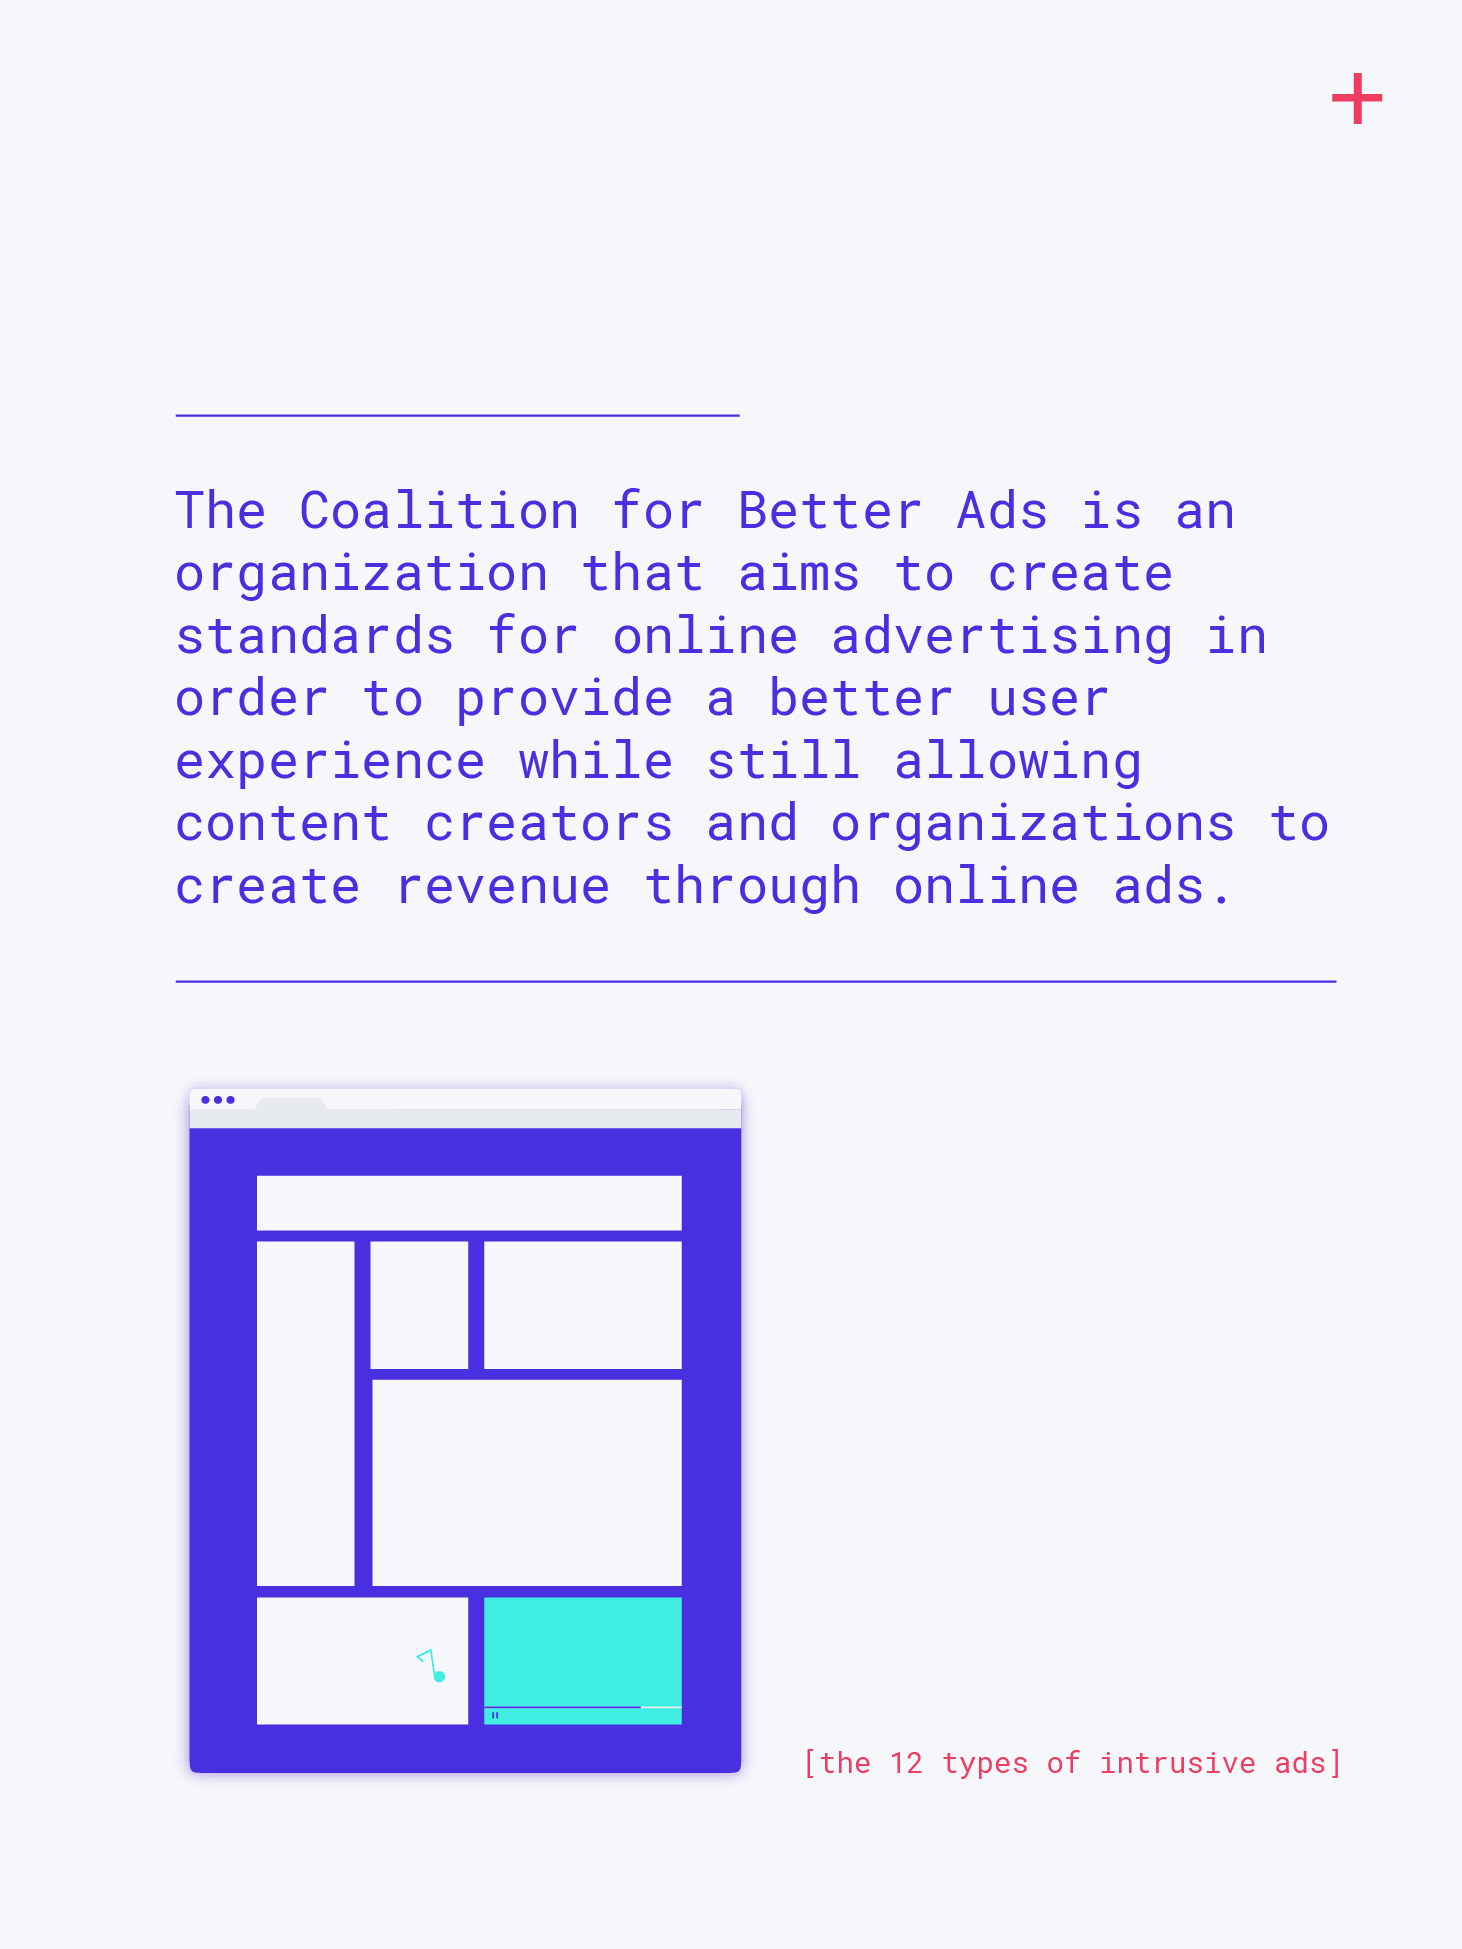 The Coalition for Better Ads is an
organization that aims to create
standards for online advertising in
order to provide a better user
experience while still allowing
content creators and organizations to
create revenue through online ads.
[the 12 types of intrusive ads]